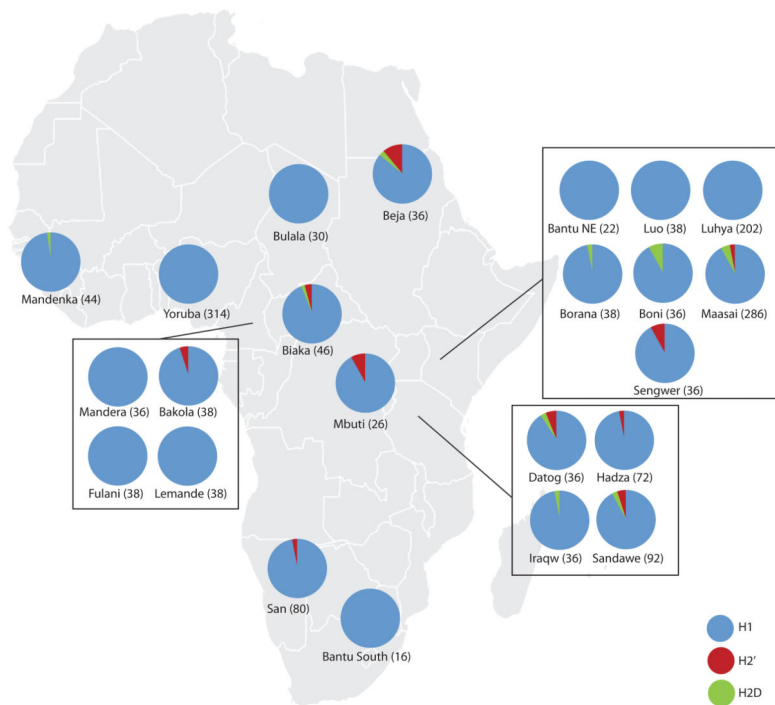 Beja (36)
Bulala (30)
Mandenka (44)
Yoruba (314)
Biaka (46)
Mbuti (26)
San (80)
Bantu South (16)
Bantu NE (22)
Luo (38)
Luhya (202)
Borana (38)
Boni (36)
Maasai (286)
Sengwer (36)
Mandera (36)
Bakola (38)
Fulani (38)
Lemande (38)
Datog (36)
Hadza (72)
Iraqw (36)
Sandawe (92)
H1
H2'
H2D